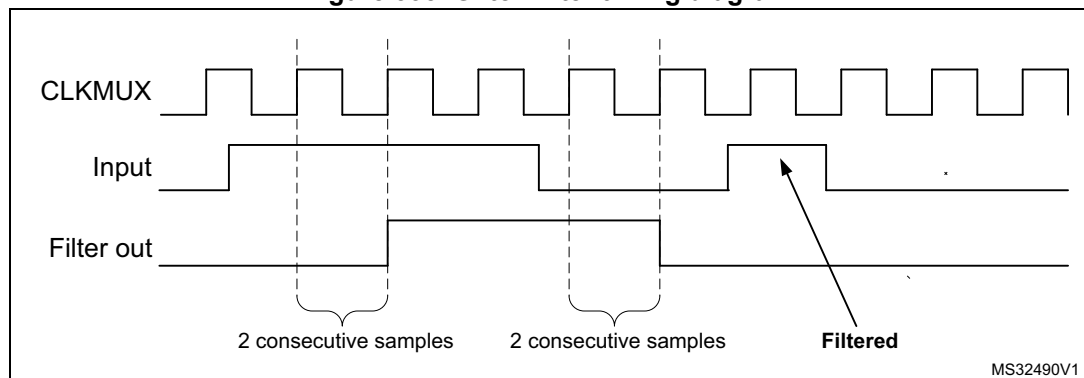 CLKMUX
Input
Filter out
2 consecutive samples 2 consecutive samples Filtered
MS32490V1